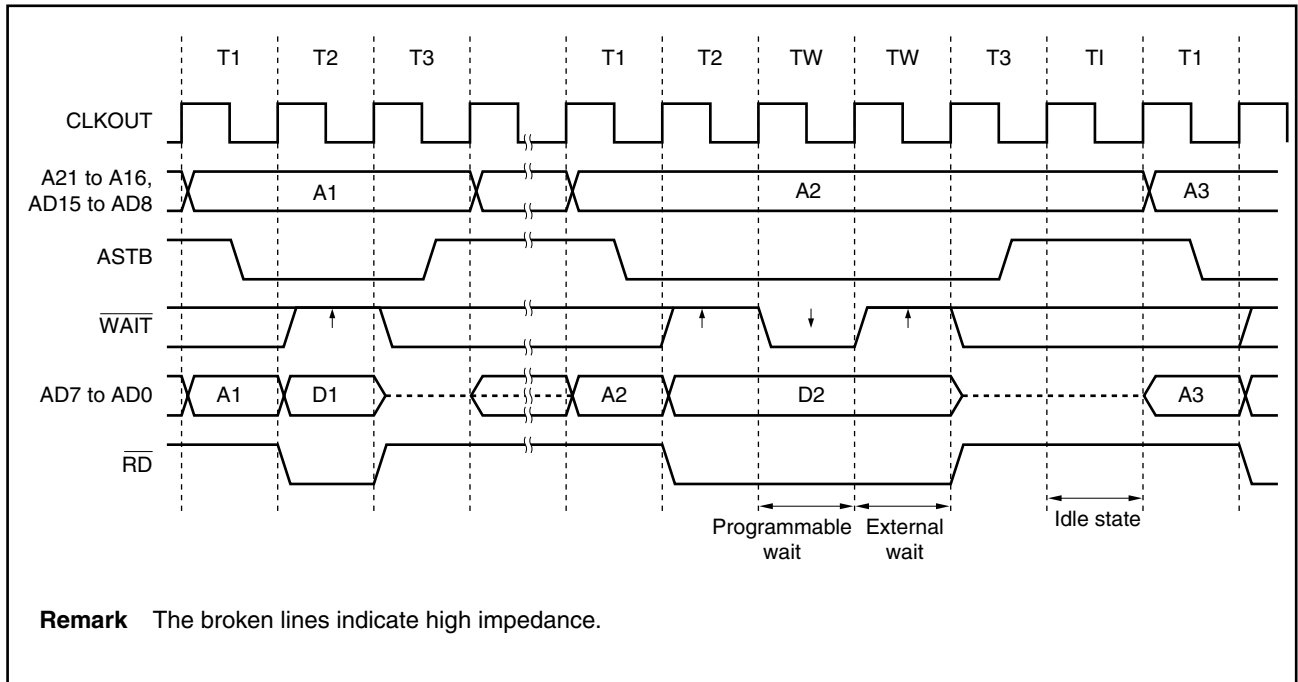 T1 T2 T3 T1 T2 TW TW T3 TI T1
CLKOUT
A21 to A16,
AD15 to AD8
A1 A2 A3
ASTB
WAIT
AD7 to AD0 A1 D1 A2 D2 A3
RD
Programmable
wait
External
wait
Idle state
Remark The broken lines indicate high impedance.